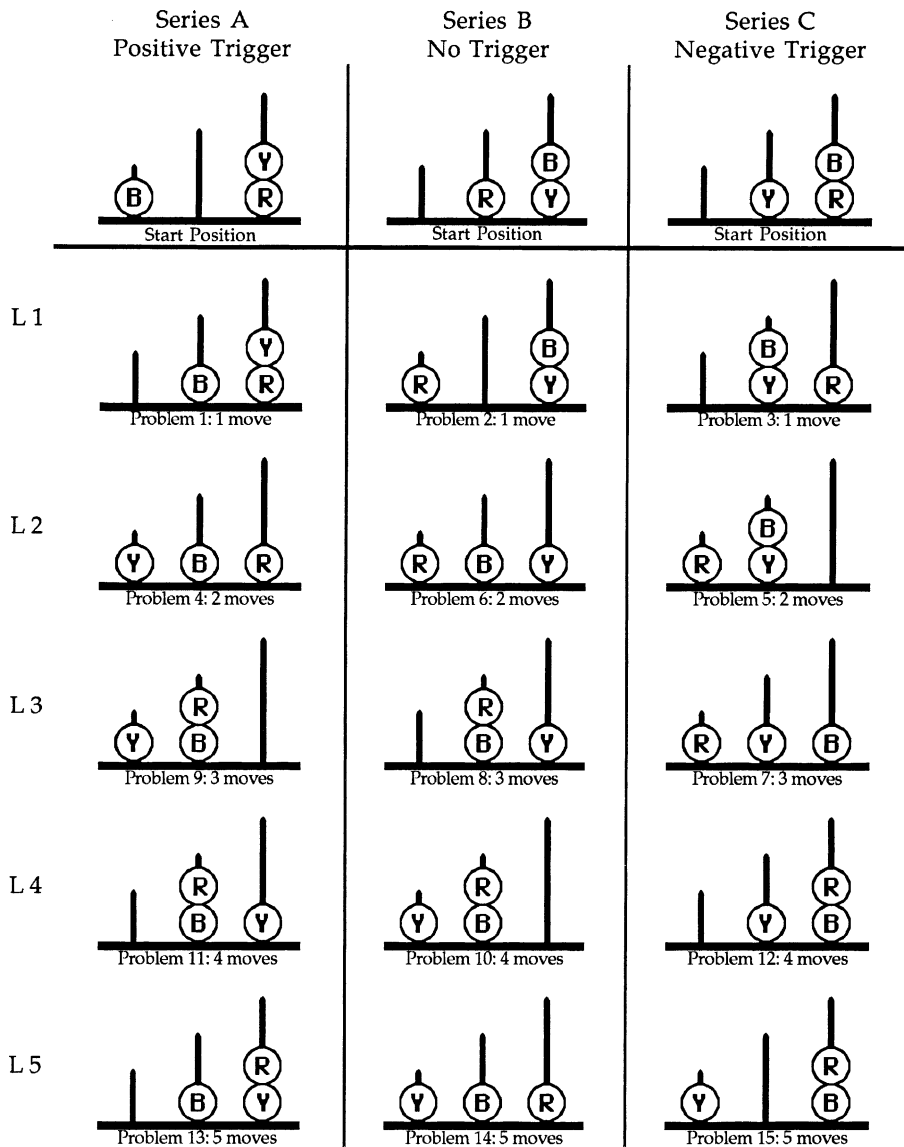 Series A Series B Series C
Positive Trigger No Trigger Negative Trigger
Y B B
B R R Y Y R
Start Position Start Position Start Position
L 1
Y B B
B R R Y Y R
Problem 1: 1 move Problem 2: 1 move Problem 3: 1 move
L 2
B
Y B R R B Y R Y
Problem 4: 2 moves Problem 6: 2 moves Problem 5: 2 moves
L 3
R R
Y B B Y R Y B
Problem 9: 3 moves Problem 8: 3 moves Problem 7: 3 moves
L 4
R R R
B Y Y B Y B
Problem 11: 4 moves Problem 10: 4 moves Problem 12: 4 moves
L 5
R R
B Y Y B R Y B
Problem 13: 5 moves Problem 14: 5 moves Problem 15: 5 moves